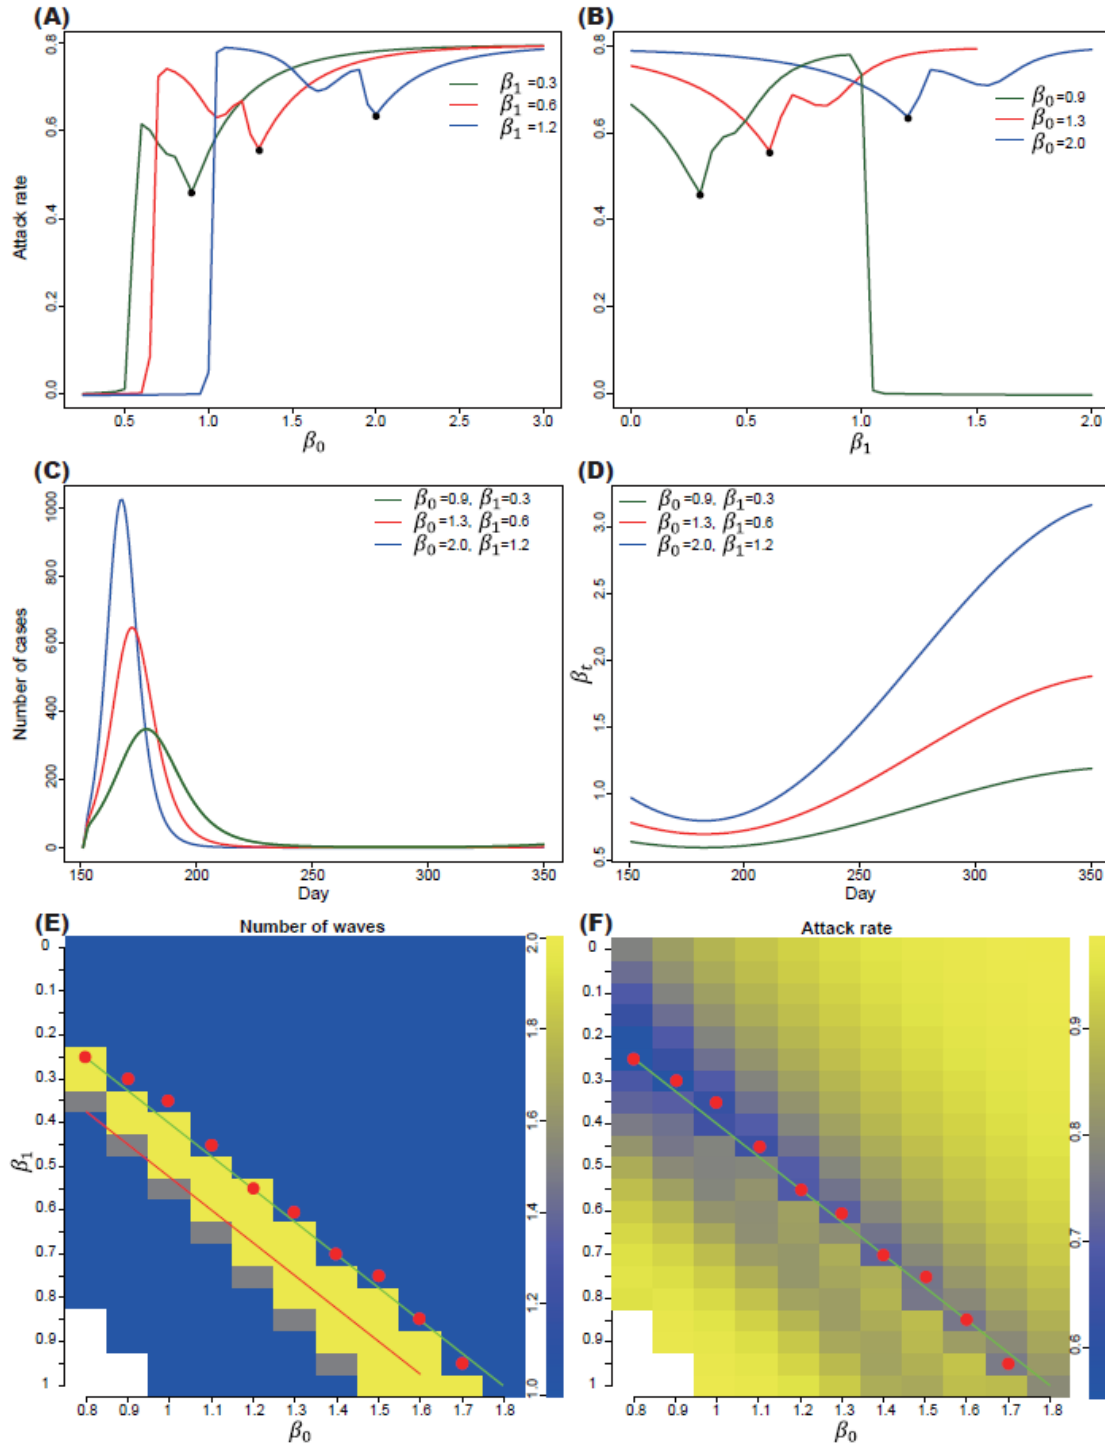 (A)
0.8
0.6
0.4
0.2
0.0
Attack rate
β1 =0.3
β1 =0.6
β1 =1.2
0.5 1.0 1.5 2.0 2.5 3.0
β0
(B)
0.8
0.6
0.4
0.2
0.0
β0 =0.9
β0 =1.3
β0 =2.0
0.0 0.5 1.0 1.5 2.0
β1
(C)
1000
800
600
400
200
0
Number of cases
β0=0.9, β1=0.3
β0=1.3, β1=0.6
β0=2.0, β1=1.2
150 200 250 300 350
Day
(D)
β0=0.9, β1=0.3
β0=1.3, β1=0.6
β0=2.0, β1=1.2
3.0
2.5
2.0
1.5
1.0
0.5
βt
150 200 250 300 350
Day
(E)
Number of waves
0
0.1
0.2
0.3
0.4
0.5
0.6
0.7
0.8
0.9
1
β1
0.8 0.9 1 1.1 1.2 1.3 1.4 1.5 1.6 1.7 1.8
β0
2.0
1.8
1.6
1.4
1.2
1.0
(F)
Attack rate
0
0.1
0.2
0.3
0.4
0.5
0.6
0.7
0.8
0.9
1
0.8 0.9 1 1.1 1.2 1.3 1.4 1.5 1.6 1.7 1.8
β0
0.9
0.8
0.7
0.6